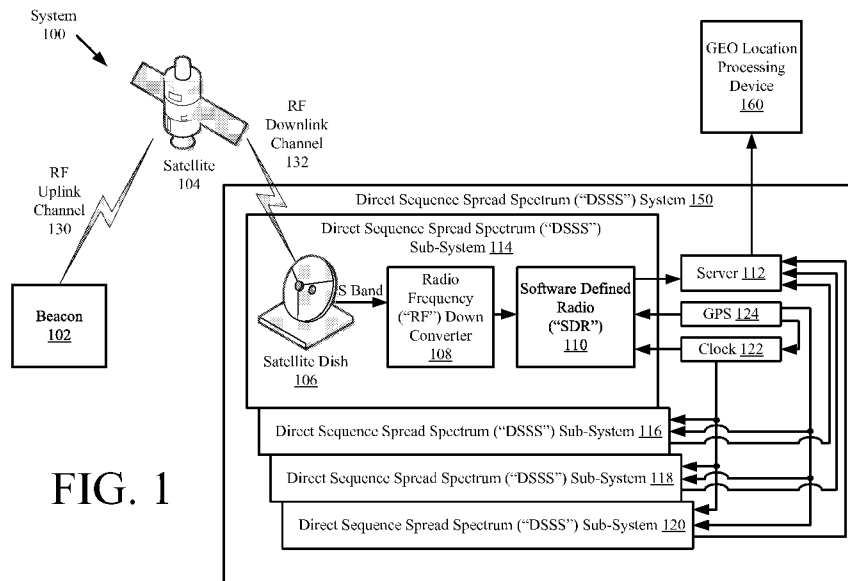 System
100
RF
Uplink
Channel
130
Satellite
104
RF
Downlink
Channel
132
GEO Location
Processing
Device
160
Direct Sequence Spread Spectrum (“DSSS”) System 150
Direct Sequence Spread Spectrum (“DSSS”)
Sub-System 114
Beacon
102
S Band
Satellite Dish
106
Radio
Frequency
(“RF”) Down
Converter
108
Software Defined
Radio
(“SDR”)
110
Server 112
GPS 124
Clock 122
Direct Sequence Spread Spectrum (“DSSS”) Sub-System 116
Direct Sequence Spread Spectrum (“DSSS”) Sub-System 118
Direct Sequence Spread Spectrum (“DSSS”) Sub-System 120
FIG. 1